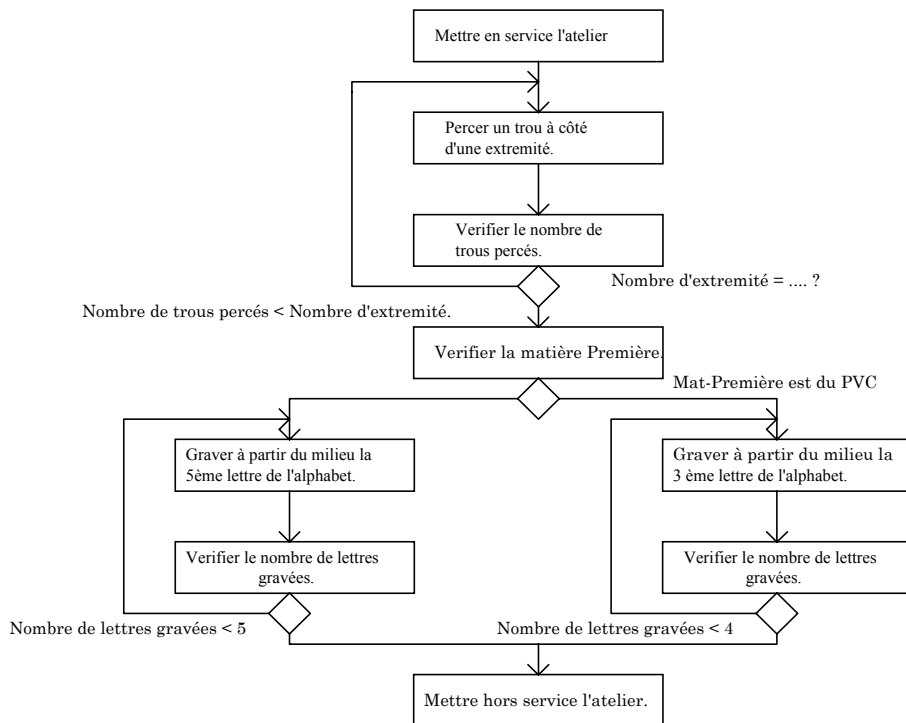 Mettre en service l'atelier
Percer un trou à côté
d'une extremité.
Verifier le nombre de
trous percés.
Nombre d'extremité = .... ?
Nombre de trous percés < Nombre d'extremité.
Verifier la matière Première.
Mat-Première est du PVC
Graver à partir du milieu la
5ème lettre de l'alphabet.
Graver à partir du milieu la
3 ème lettre de l'alphabet.
Verifier le nombre de lettres
gravées.
Verifier le nombre de lettres
gravées.
Nombre de lettres gravées < 5
Nombre de lettres gravées < 4
Mettre hors service l'atelier.